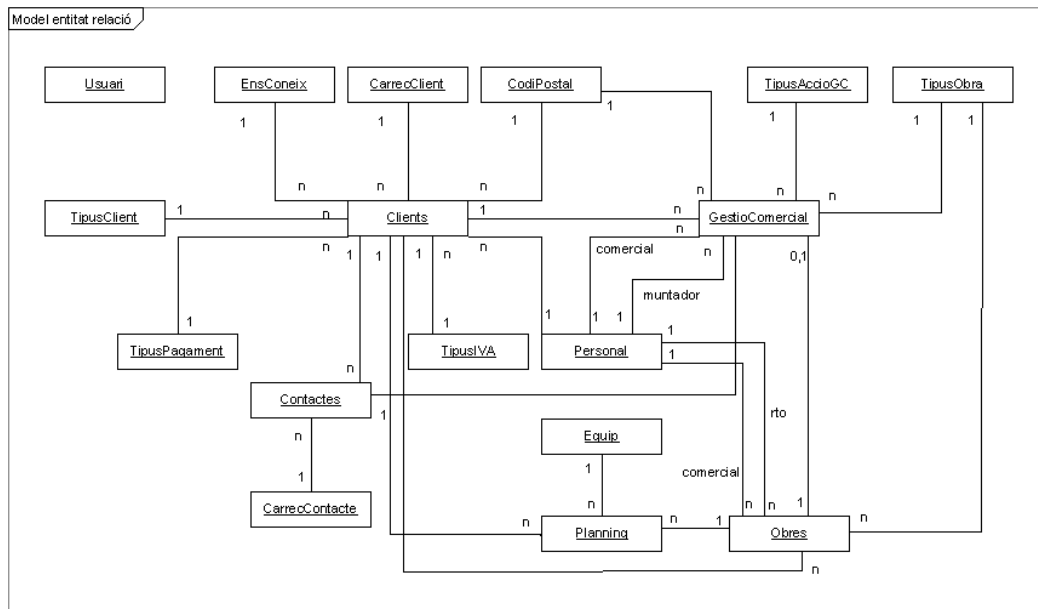 Model entitat relació
Usuari
EnsConeix
CarrecClient
CodiPostal
TipusAccioGC
TipusObra
1
1
1
1
1
1
1
n
n
n
n
n
n
TipusClient
1
n
Clients
1
n
GestioComercial
n
n
n
comercial
n
1
1
1
n
0,1
muntador
1
1
1
1
1
1
TipusPagament
TipusIVA
Personal
1
n
Contactes
1
rto
n
Equip
1
1
comercial
CarrecContacte
n
n
n
1
n
n
1
n
Planning
Obres
n